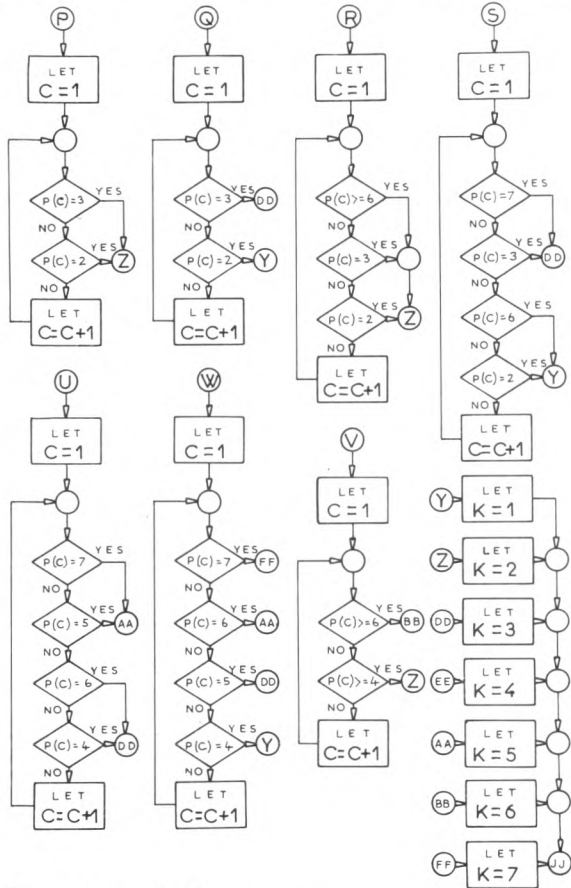 P
LET
C=1
P(C)=3
YES
NO
P(C)=2
YES
Z
NO
LET
C=C+1
Q
LET
C=1
P(C)=3
YES
DD
NO
P(C)=2
YES
Y
NO
LET
C=C+1
R
LET
C=1
P(C)>=6
YES
NO
P(C)=3
YES
NO
P(C)=2
YES
Z
NO
LET
C=C+1
S
LET
C=1
P(C)=7
YES
NO
P(C)=3
YES
DD
NO
P(C)=6
YES
NO
P(C)=2
YES
Y
NO
LET
C=C+1
U
LET
C=1
P(C)=7
YES
NO
P(C)=5
YES
AA
NO
P(C)=6
YES
NO
P(C)=4
YES
DD
NO
LET
C=C+1
W
LET
C=1
P(C)=7
YES
FF
NO
P(C)=6
YES
AA
NO
P(C)=5
YES
DD
NO
P(C)=4
YES
Y
NO
LET
C=C+1
V
LET
C=1
P(C)>=6
YES
BB
NO
P(C)>=4
YES
Z
NO
LET
C=C+1
Y
LET
K=1
Z
LET
K=2
DD
LET
K=3
EE
LET
K=4
AA
LET
K=5
BB
LET
K=6
FF
LET
K=7
JJ